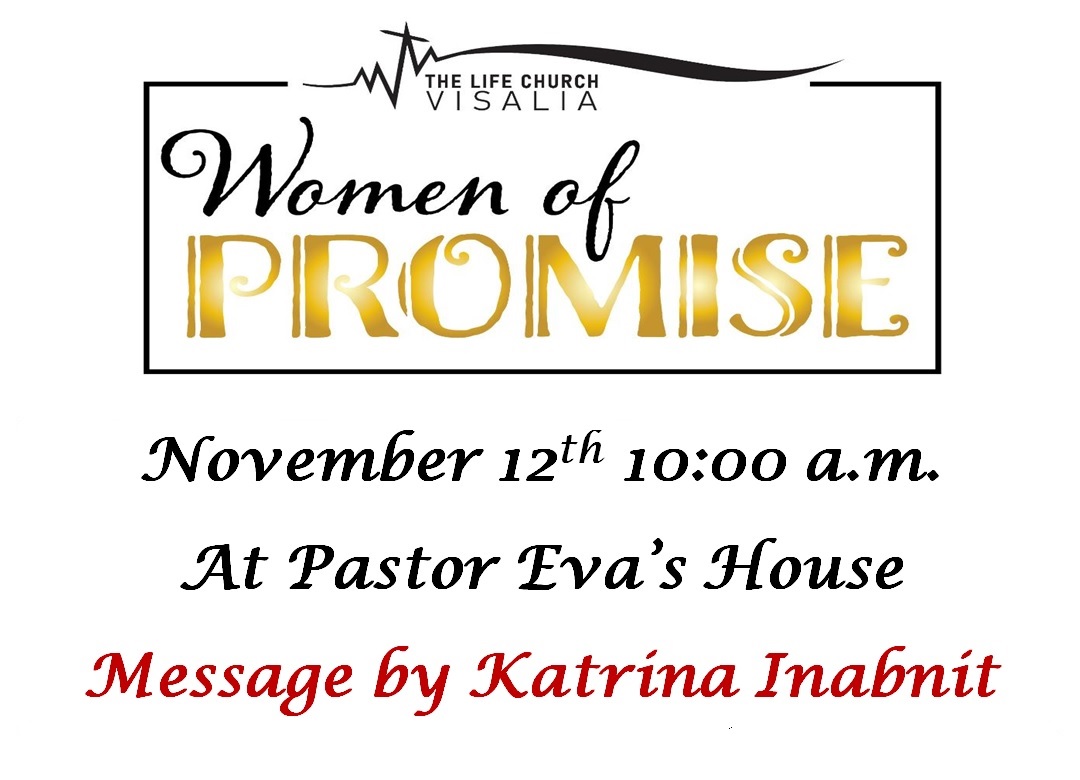 THE LIFE CHURCH
VISALIA
Women of
PROMISE
November 12th 10:00 a.m.
At Pastor Eva’s House
Message by Katrina Inabnit